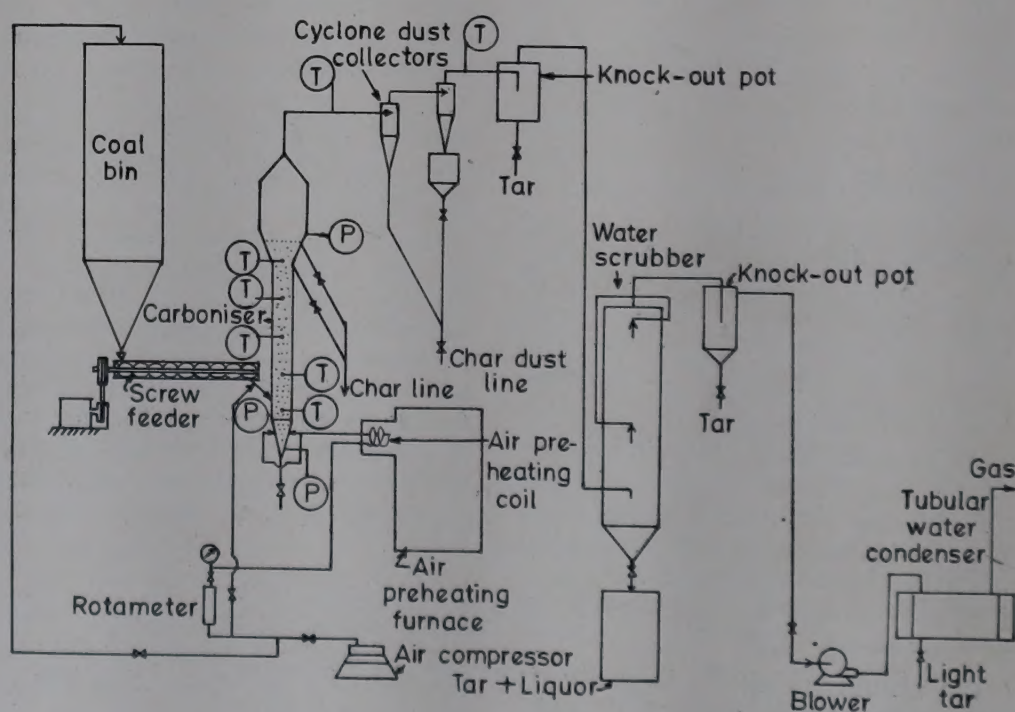 Cyclone dust
collectors
T
T
Knock-out pot
Coal
bin
Tar
P
Water
scrubber
Knock-out pot
T
T
Carboniser
T
Char dust
line
T
Char line
Screw
feeder
P
T
Tar
Air pre-
heating
coil
P
Gas
Tubular
water
condenser
Air
preheating
furnace
Rotameter
Air compressor
Tar + Liquor
Blower
Light
tar